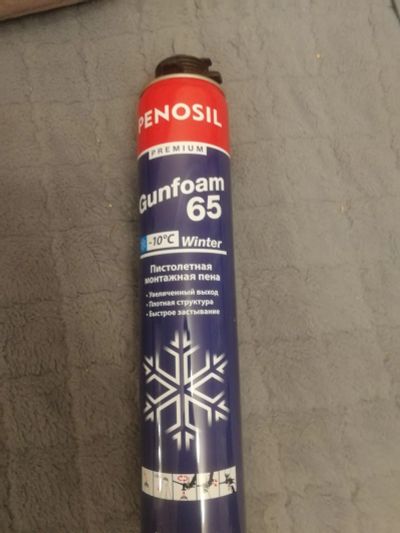 PENOSIL
PREMIUM
Gunfoam
65
-10°C Winter
Пистолетная
монтажная пена
• Увеличенный выход
• Плотная структура
• Быстрое застывание